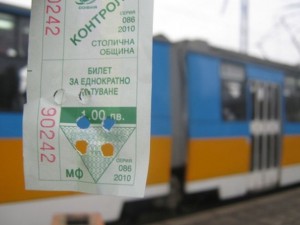 КОНТРОЛ
СЕРИЯ
086
2010
СТОЛИЧНА
ОБЩИНА
БИЛЕТ
ЗА ЕДНОКРАТНО
ПЪТУВАНЕ
1.00 лв.
СЕРИЯ
086
2010
МФ
90242
90242